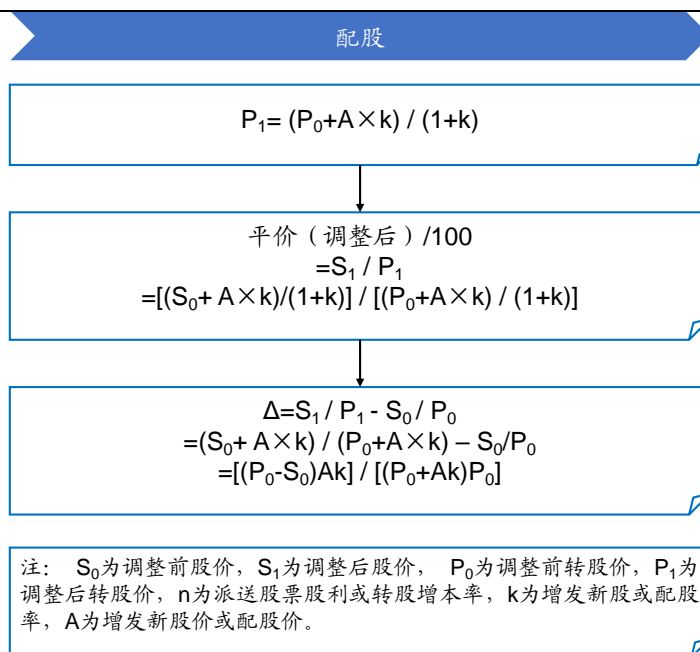 配股
P₁= (P₀+A×k) / (1+k)
平价（调整后）/100
=S₁ / P₁
=[(S₀+ A×k)/(1+k)] / [(P₀+A×k) / (1+k)]
Δ=S₁ / P₁ - S₀ / P₀
=(S₀+ A×k) / (P₀+A×k) – S₀/P₀
=[(P₀-S₀)Ak] / [(P₀+Ak)P₀]
注： S₀为调整前股价，S₁为调整后股价， P₀为调整前转股价，P₁为
调整后转股价，n为派送股票股利或转股增本率，k为增发新股或配股
率，A为增发新股价或配股价。